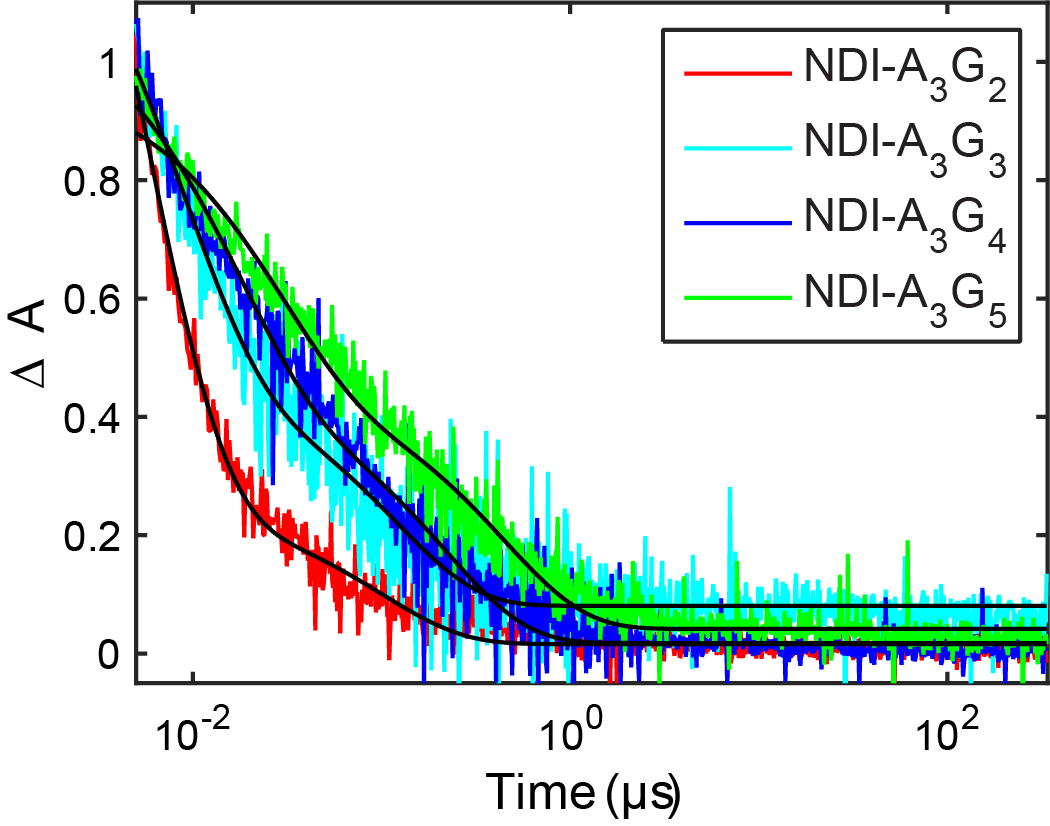 1
0.8
0.6
0.4
0.2
0
Δ A
NDI-A₃G₂
NDI-A₃G₃
NDI-A₃G₄
NDI-A₃G₅
10⁻² 10⁰ 10²
Time (μs)